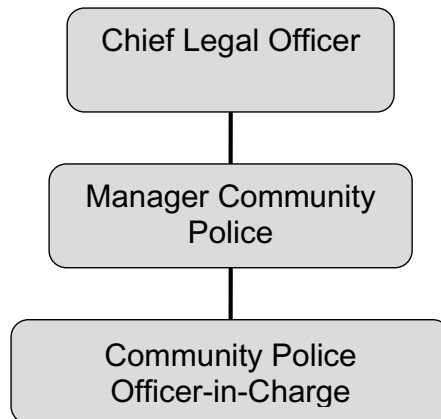 Chief Legal Officer
Manager Community
Police
Community Police
Officer-in-Charge